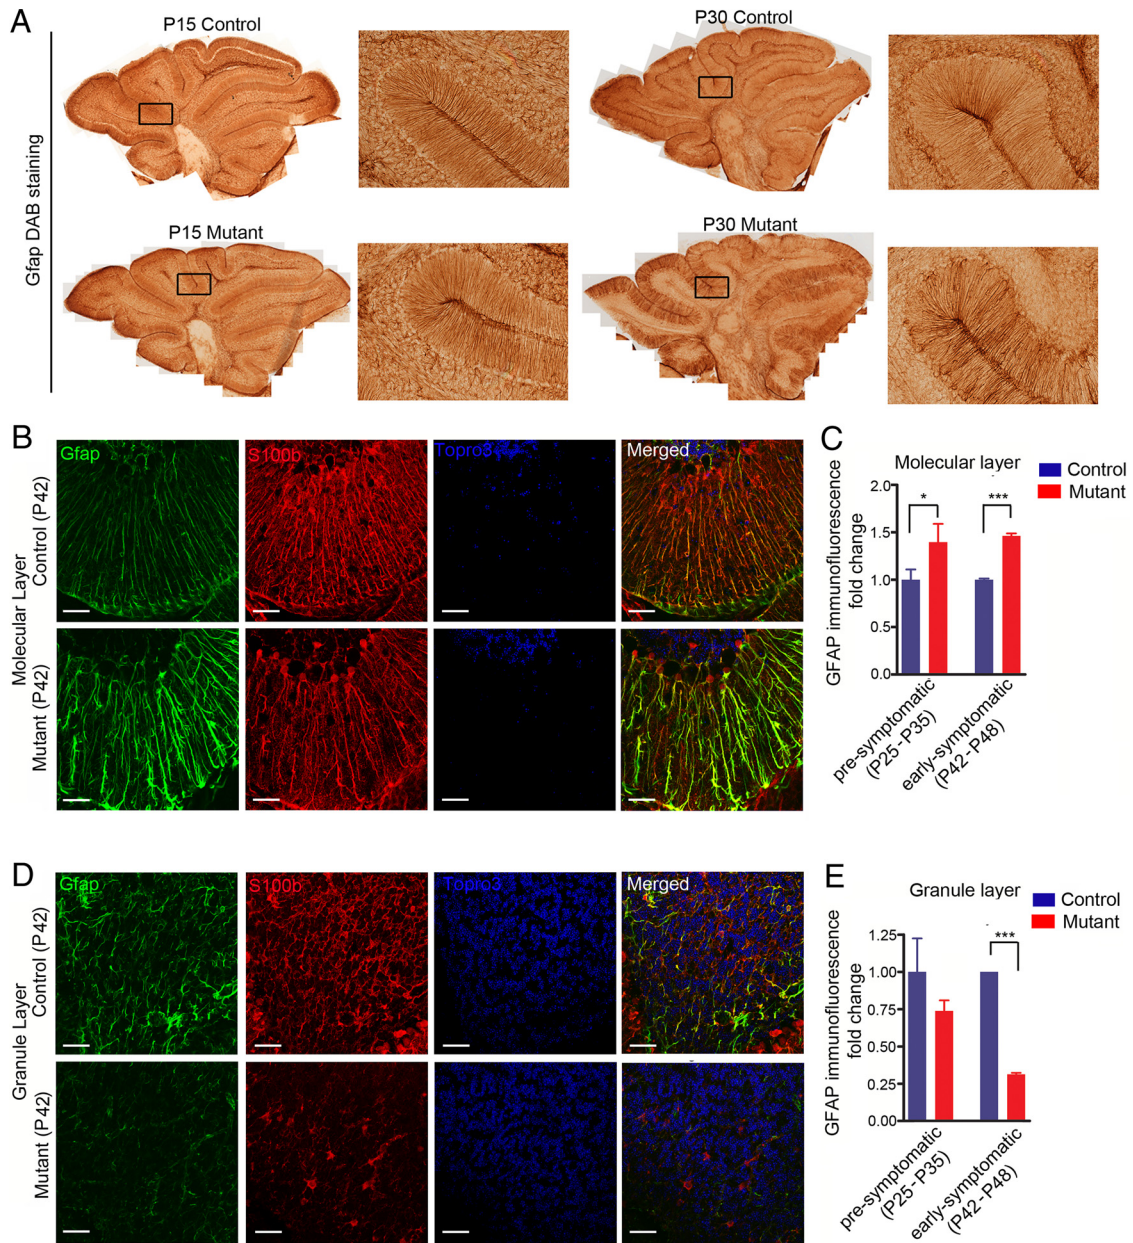 A
P15 Control
P30 Control
Gfap DAB staining
P15 Mutant
P30 Mutant
B
Gfap
S100b
Topro3
Merged
Molecular Layer
Control (P42)
Mutant (P42)
C
Molecular layer
Control
Mutant
GFAP immunofluorescence
fold change
2.0
1.5
1.0
0.5
0.0
*
***
pre-symptomatic
(P25-P35)
early-symptomatic
(P42-P48)
D
Gfap
S100b
Topro3
Merged
Granule Layer
Control (P42)
Mutant (P42)
E
Granule layer
Control
Mutant
GFAP immunofluorescence
fold change
1.25
1.00
0.75
0.50
0.25
0.00
***
pre-symptomatic
(P25-P35)
early-symptomatic
(P42-P48)